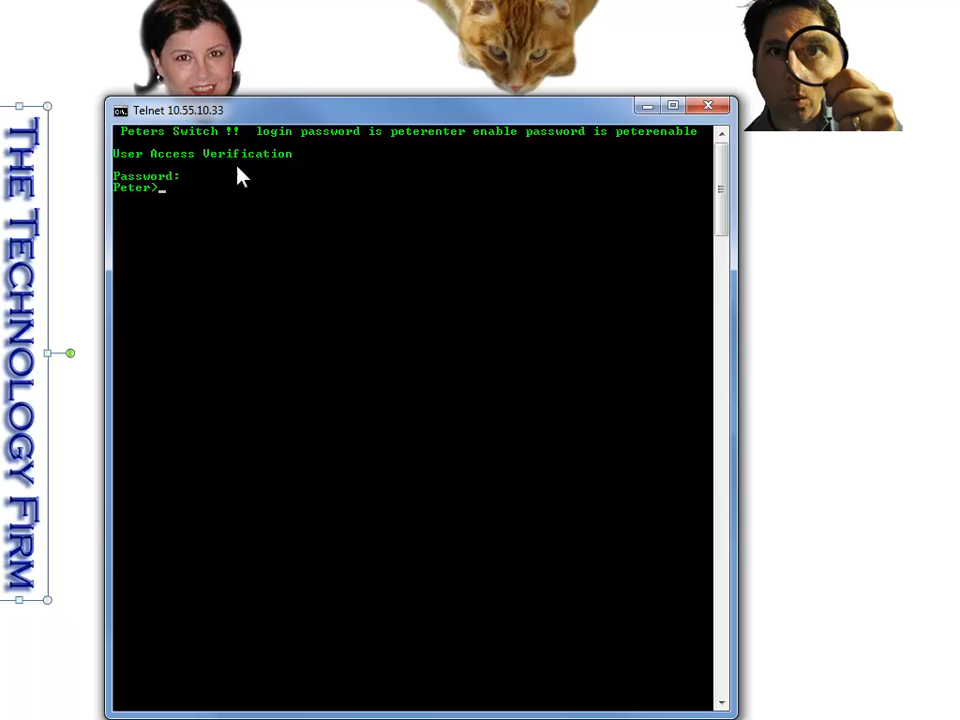 Telnet 10.55.10.33
Peters Switch !!  login password is peterenter enable password is peterenable
User Access Verification
Password:
Peter>_
THE TECHNOLOGY FIRM